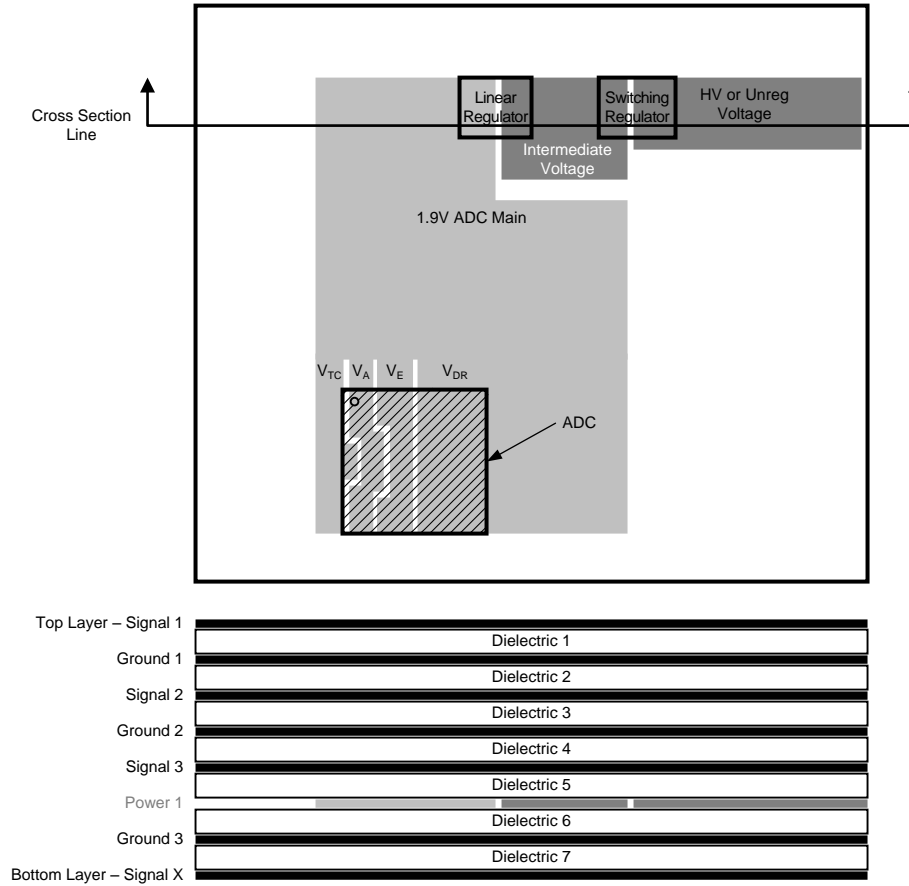 Linear
Regulator
Switching
Regulator
HV or Unreg
Voltage
Cross Section
Line
Intermediate
Voltage
1.9V ADC Main
VTC
VA
VE
VDR
ADC
Top Layer – Signal 1
Dielectric 1
Ground 1
Dielectric 2
Signal 2
Dielectric 3
Ground 2
Dielectric 4
Signal 3
Dielectric 5
Power 1
Dielectric 6
Ground 3
Dielectric 7
Bottom Layer – Signal X